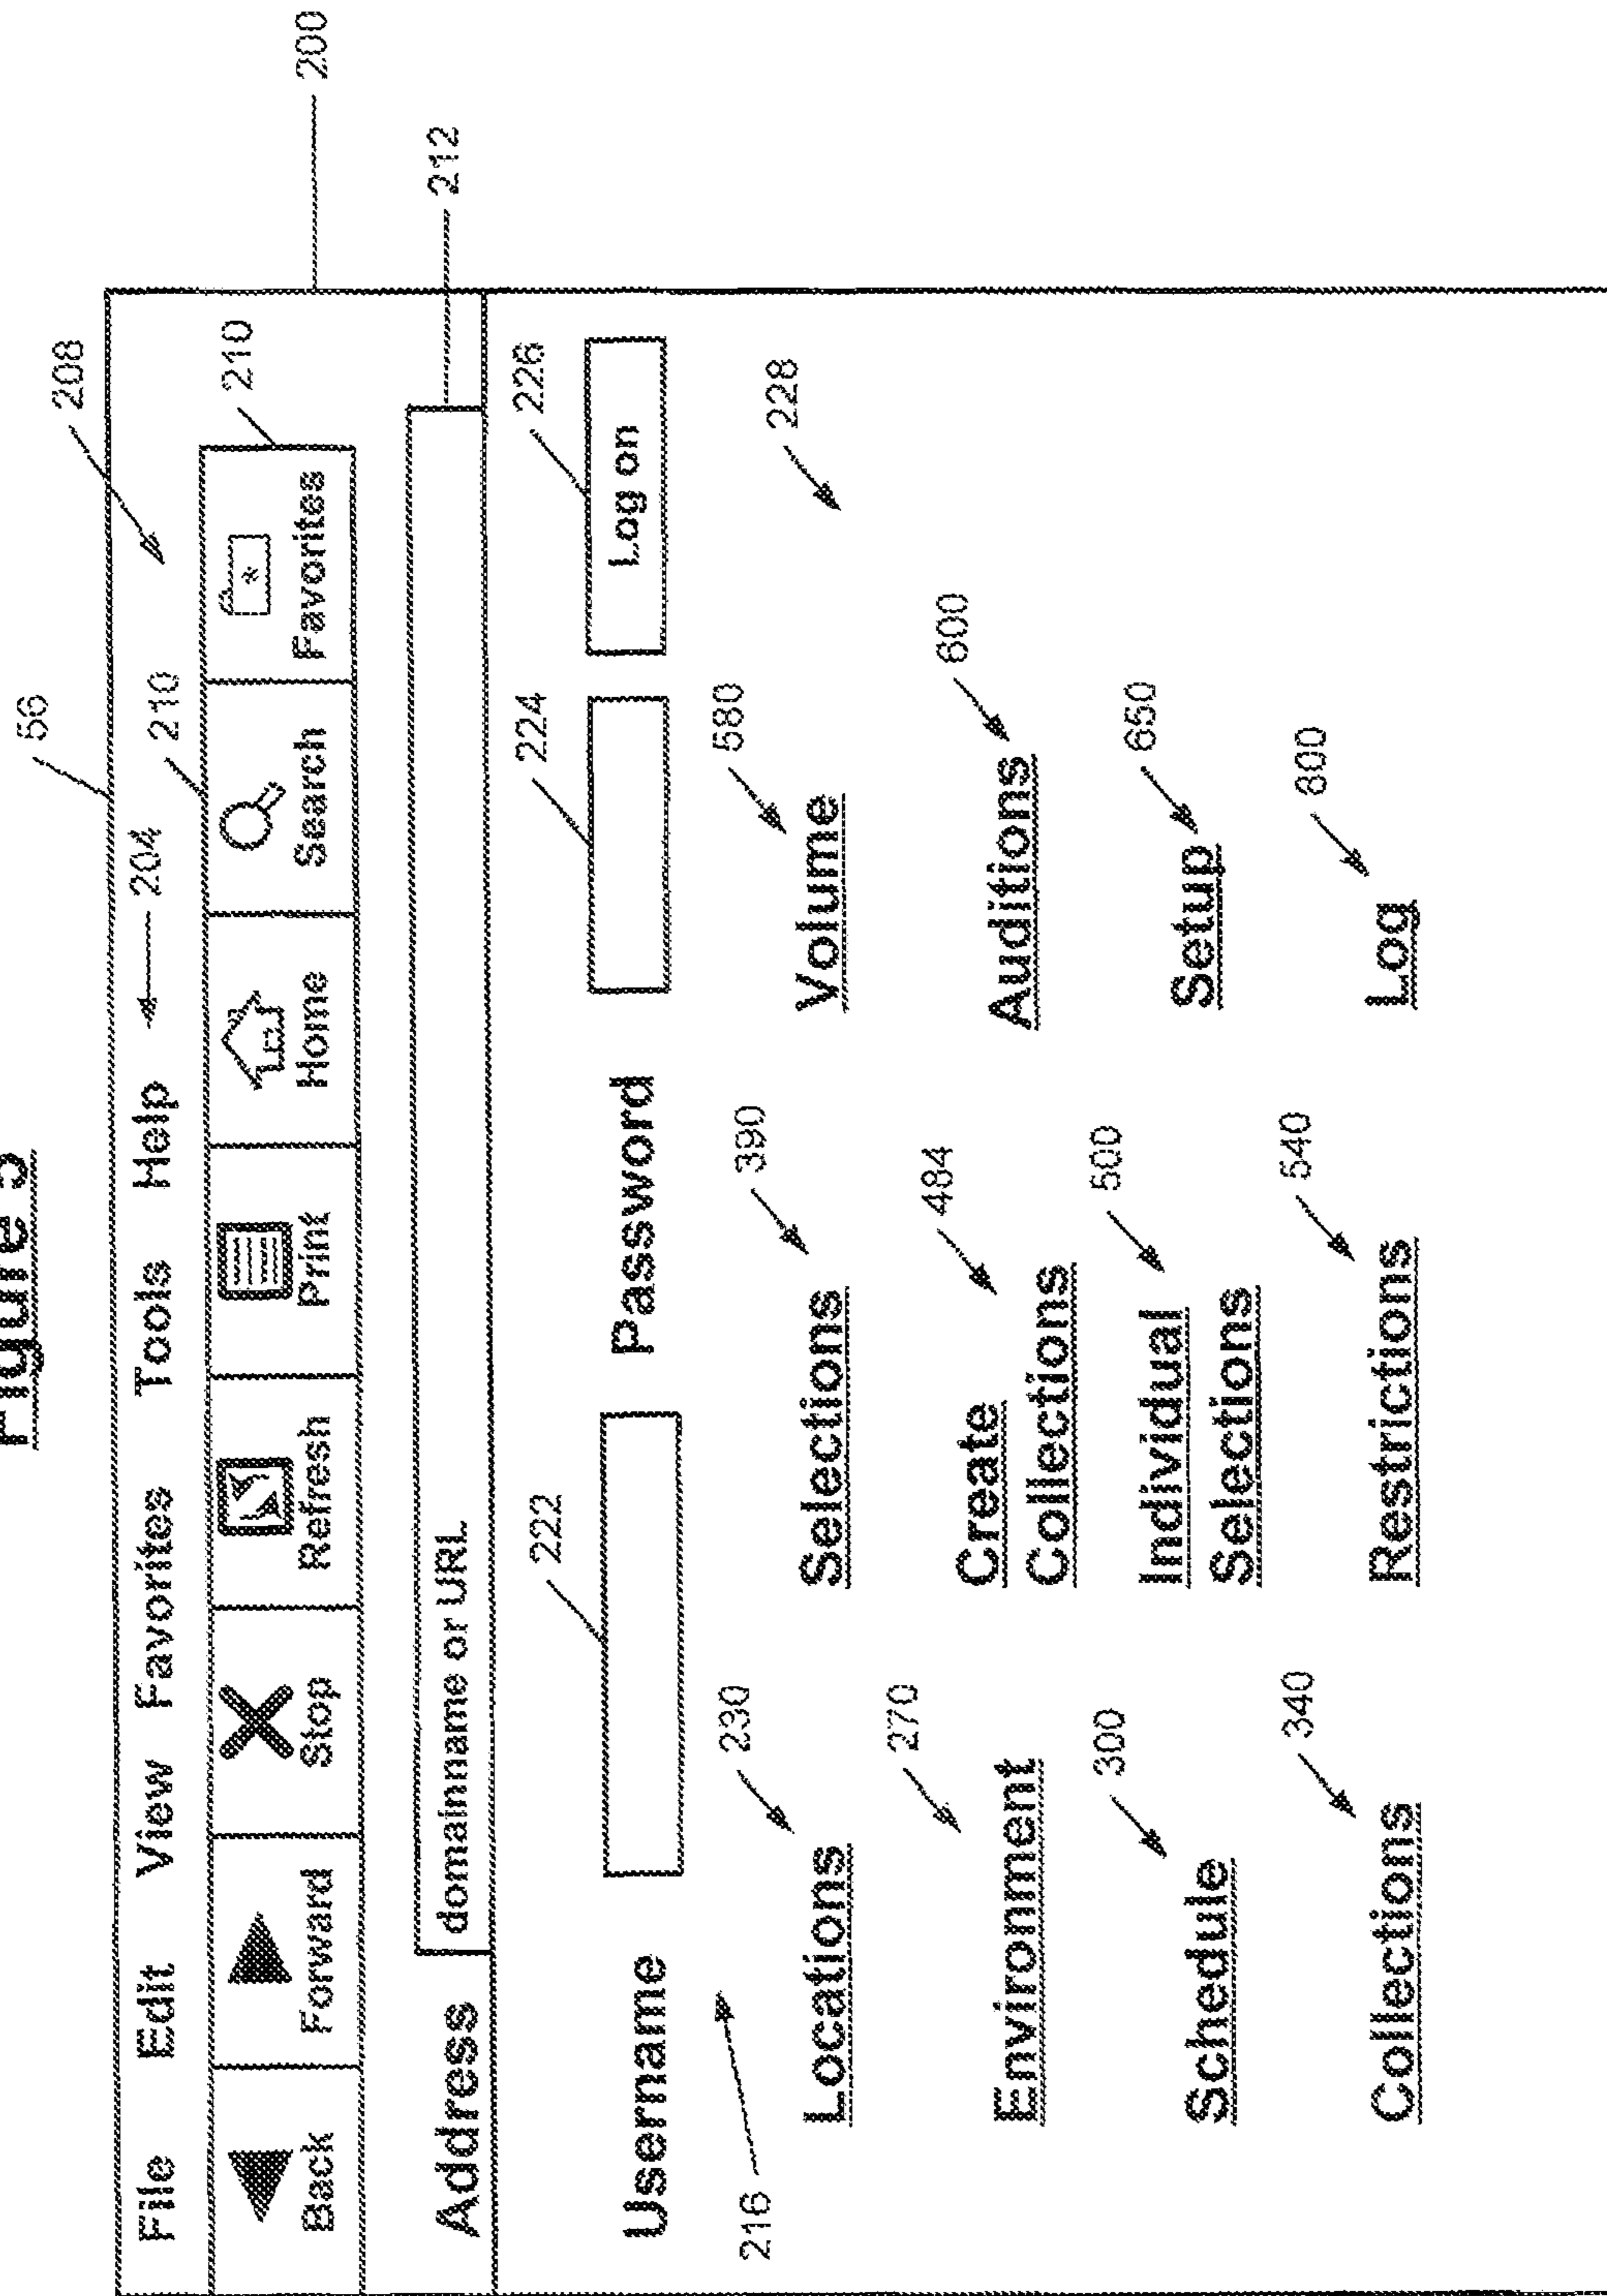 Figure 5
56
208
200
File Edit View Favorites Tools Help 204
210
210
Back Forward Stop Refresh Print Home Search Favorites
212
Address domainname or URL
222
224
226
Username Password Log on
216
230
390
580
228
Locations Selections Volume
270
484
600
Environment Create Collections Auditions
300
500
650
Schedule Individual Selections Setup
340
540
800
Collections Restrictions Log